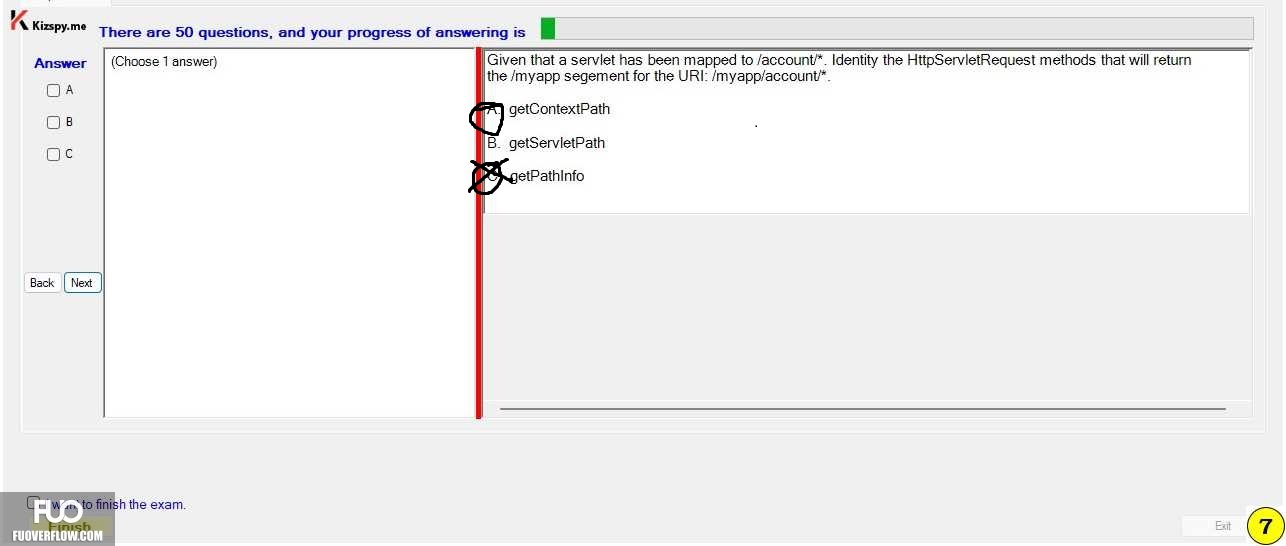 Kizspy.me
There are 50 questions, and your progress of answering is
Answer
(Choose 1 answer)
A
B
C
Back
Next
Given that a servlet has been mapped to /account/*. Identity the HttpServletRequest methods that will return
the /myapp segement for the URI: /myapp/account/*.
A. getContextPath
B. getServletPath
C. getPathInfo
I want to finish the exam.
Finish
FUO
FUOVERFLOW.COM
Exit
7